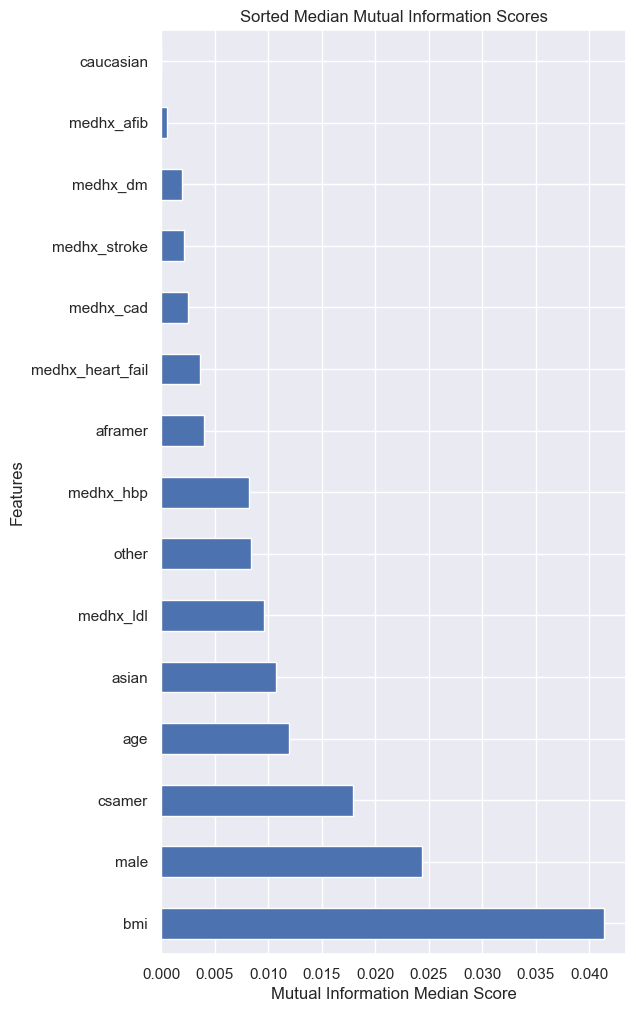 Sorted Median Mutual Information Scores
caucasian
medhx_afib
medhx_dm
medhx_stroke
medhx_cad
medhx_heart_fail
aframer
medhx_hbp
other
medhx_ldl
asian
age
csamer
male
bmi
Features
0.000 0.005 0.010 0.015 0.020 0.025 0.030 0.035 0.040
Mutual Information Median Score